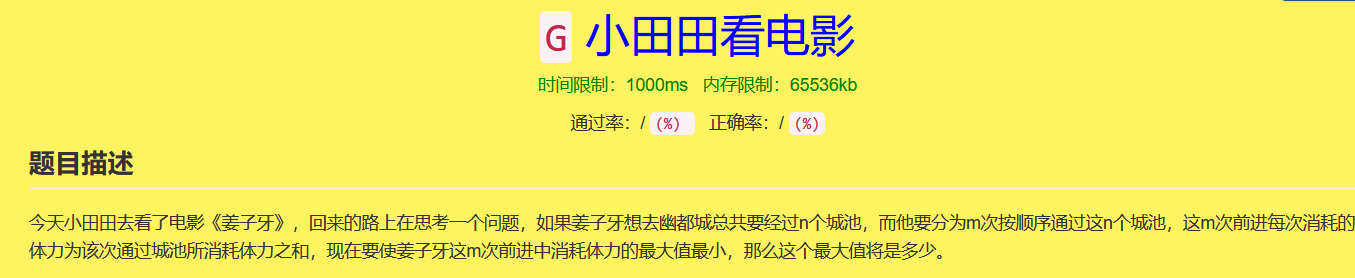 G 小田田看电影
时间限制：1000ms 内存限制：65536kb
通过率：/ (%) 正确率：/ (%)
题目描述
今天小田田去看了电影《姜子牙》，回来的路上在思考一个问题，如果姜子牙想去幽都城总共要经过n个城池，而他要分为m次按顺序通过这n个城池，这m次前进每次消耗的
体力为该次通过城池所消耗体力之和，现在要使姜子牙这m次前进中消耗体力的最大值最小，那么这个最大值将是多少。